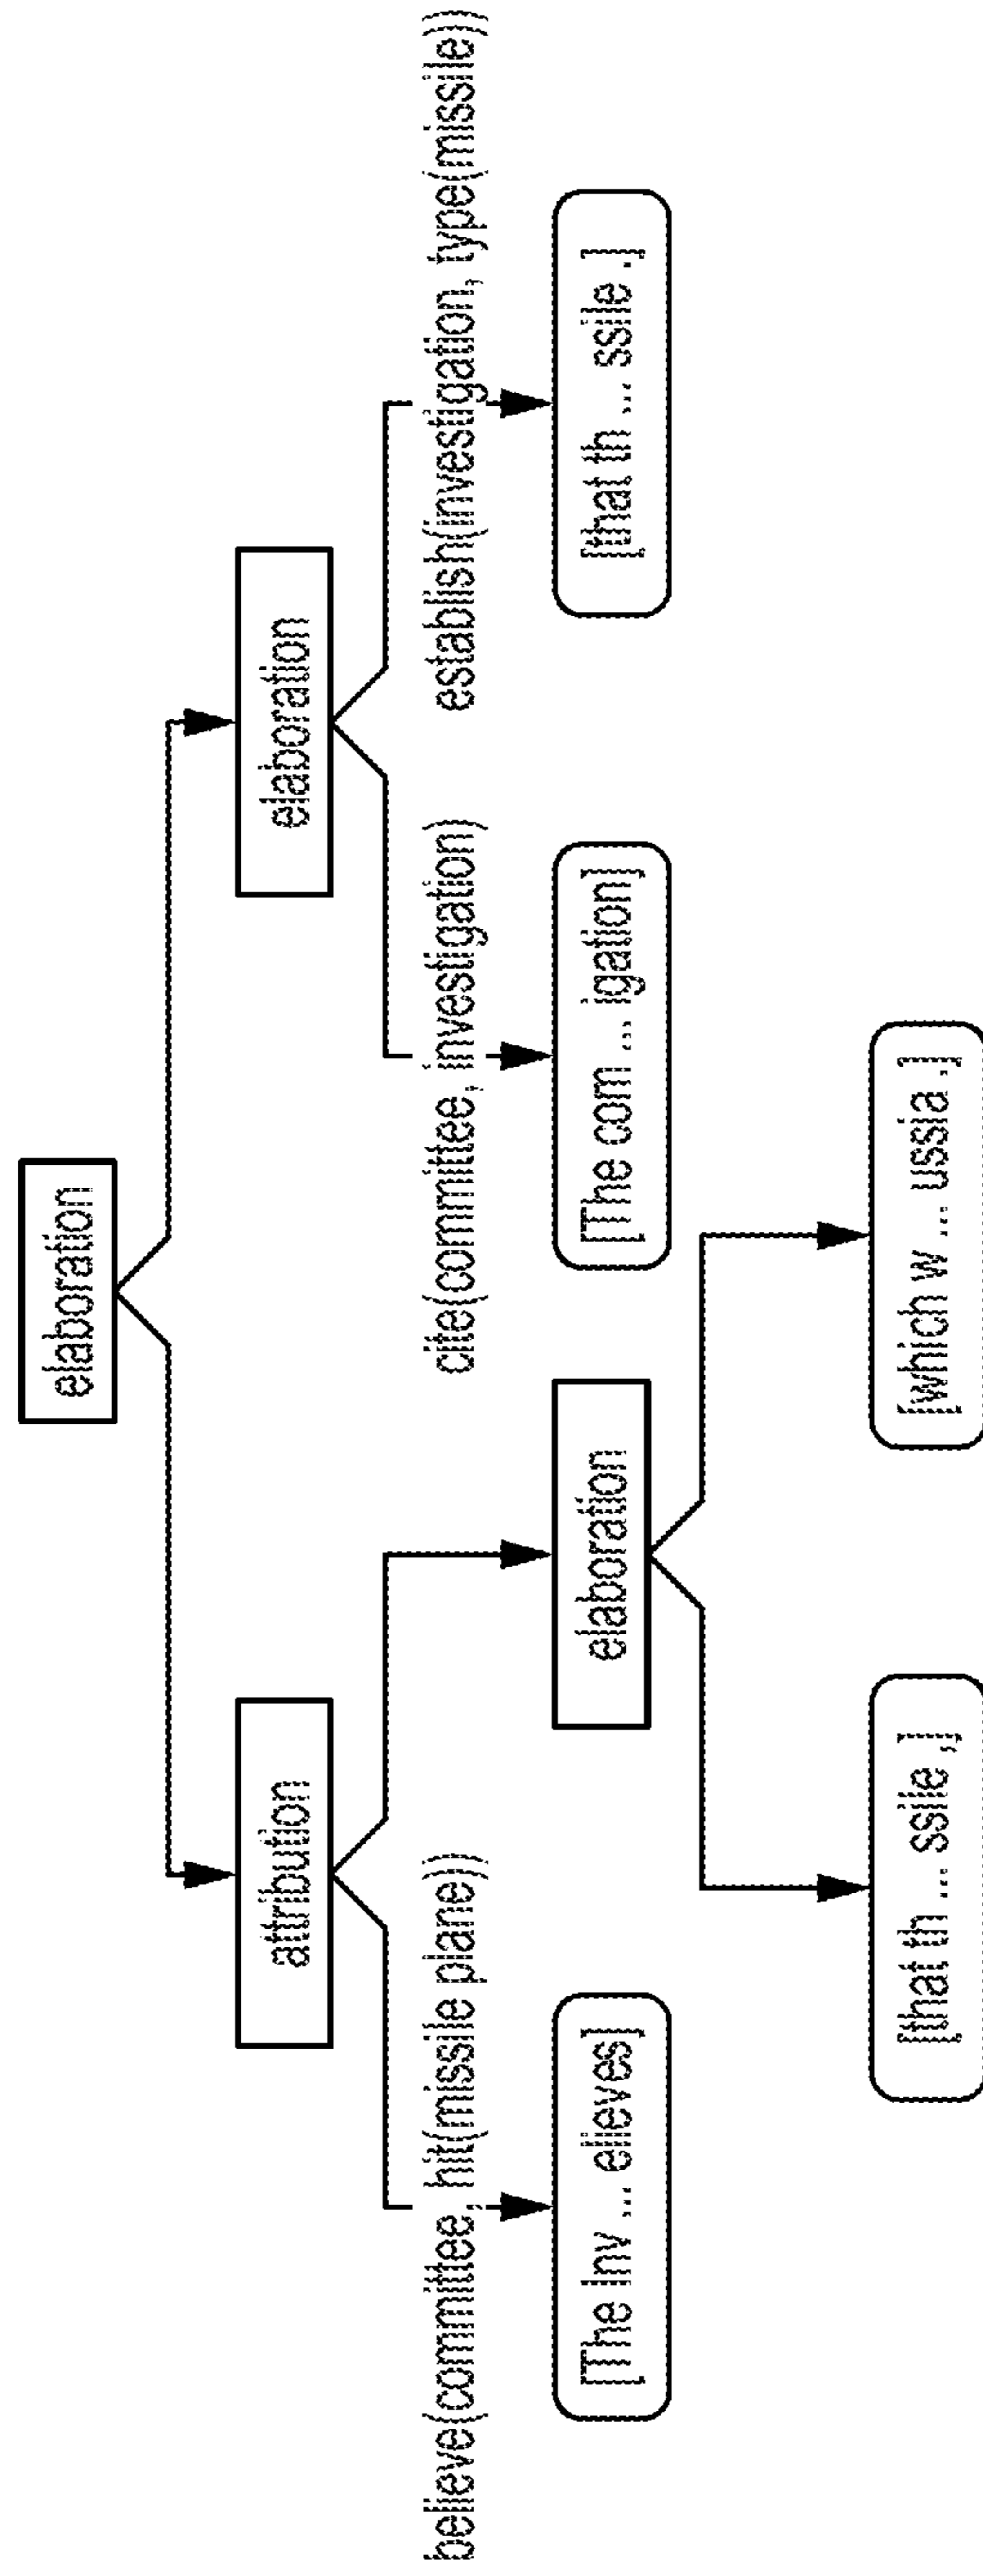 elaboration
attribution
elaboration
believe(committee, hit(missile plane))
cite(committee, investigation)
establish(investigation, type(missile))
[The Inv ... elieves]
elaboration
[The com ... igation]
[that th ... ssile .]
[that th ... ssile ,]
[which w ... ussia .]